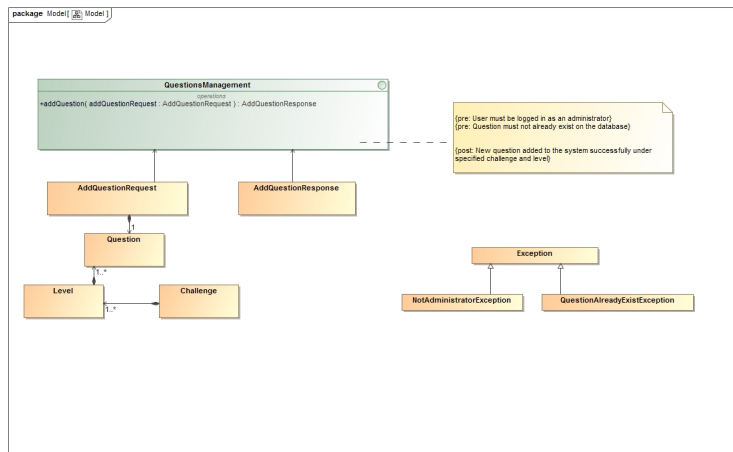 package Model[ Model ]
QuestionsManagement
operations
+addQuestion( addQuestionRequest : AddQuestionRequest ) : AddQuestionResponse
{pre: User must be logged in as an administrator}
{pre: Question must not already exist on the database}
{post: New question added to the system successfully under
specified challenge and level}
AddQuestionRequest
AddQuestionResponse
1
Question
1..*
Level
Challenge
1..*
Exception
NotAdministratorException
QuestionAlreadyExistException